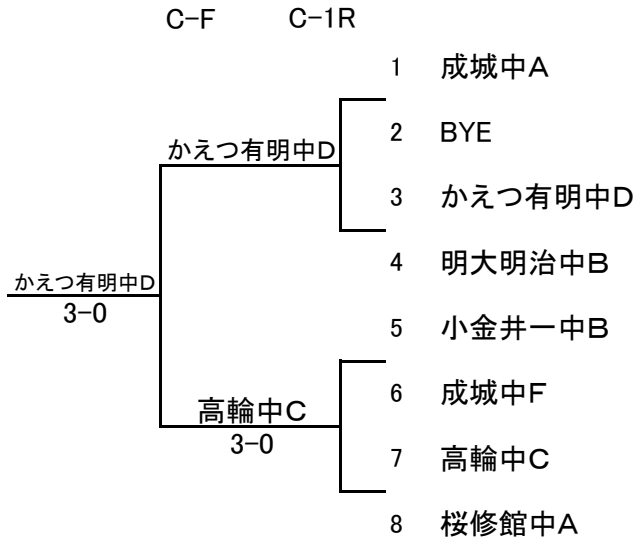 C-F C-1R
1 成城中A
2 BYE
かえつ有明中D
3 かえつ有明中D
4 明大明治中B
かえつ有明中D
3-0
5 小金井一中B
6 成城中F
高輪中C
3-0
7 高輪中C
8 桜修館中A